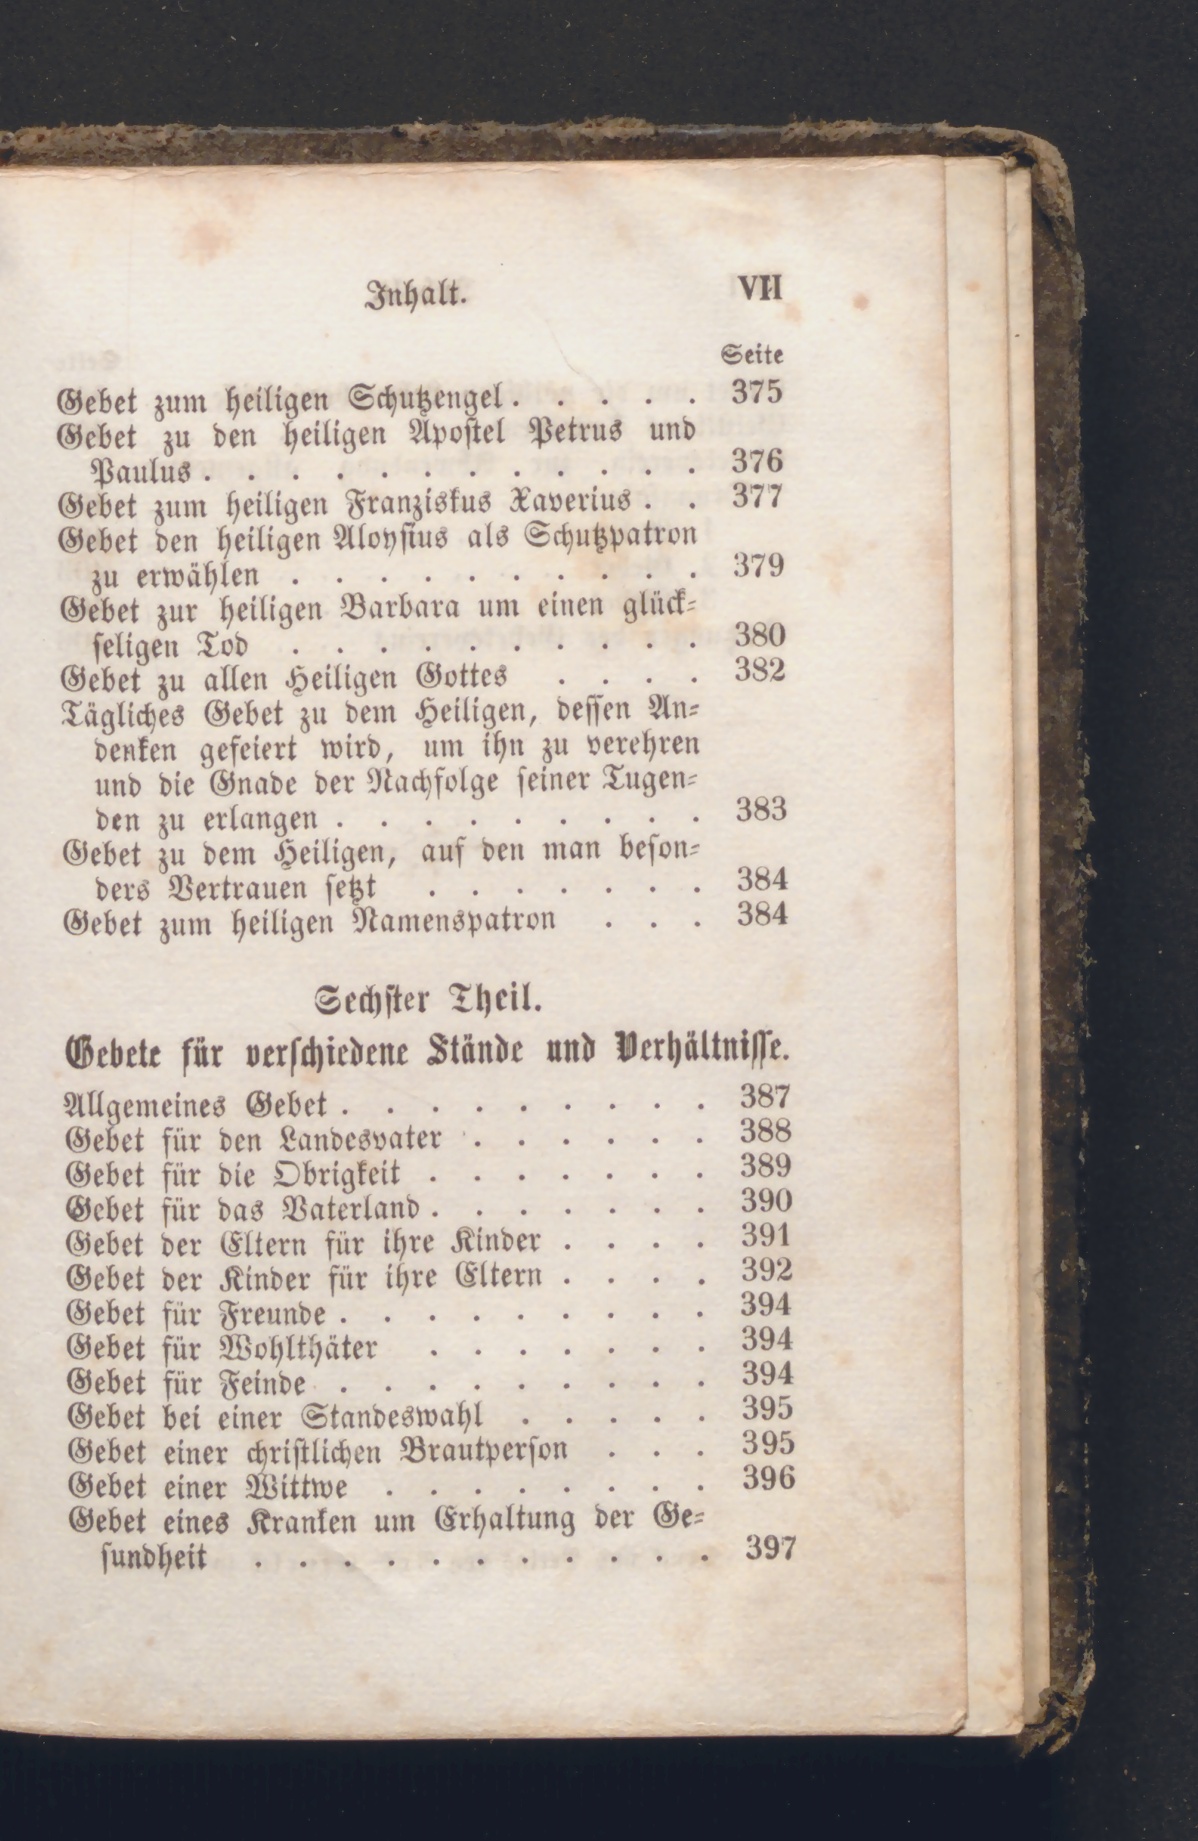 Inhalt. VII
Seite
Gebet zum heiligen Schutzengel . . . . . 375
Gebet zu den heiligen Apostel Petrus und
Paulus . . . . . . . . . . . . 376
Gebet zum heiligen Franziskus Xaverius . . 377
Gebet den heiligen Aloysius als Schutzpatron
zu erwählen . . . . . . . . . . 379
Gebet zur heiligen Barbara um einen glück-
seligen Tod . . . . . . . . . . 380
Gebet zu allen Heiligen Gottes . . . . 382
Tägliches Gebet zu dem Heiligen, dessen An-
denken gefeiert wird, um ihn zu verehren
und die Gnade der Nachfolge seiner Tugen-
den zu erlangen . . . . . . . . . 383
Gebet zu dem Heiligen, auf den man beson-
ders Vertrauen setzt . . . . . . . 384
Gebet zum heiligen Namenspatron . . . 384
Sechster Theil.
Gebete für verschiedene Stände und Verhältnisse.
Allgemeines Gebet . . . . . . . . . 387
Gebet für den Landesvater . . . . . . 388
Gebet für die Obrigkeit . . . . . . . 389
Gebet für das Vaterland . . . . . . . 390
Gebet der Eltern für ihre Kinder . . . . 391
Gebet der Kinder für ihre Eltern . . . . 392
Gebet für Freunde . . . . . . . . . 394
Gebet für Wohlthäter . . . . . . . 394
Gebet für Feinde . . . . . . . . . 394
Gebet bei einer Standeswahl . . . . . 395
Gebet einer christlichen Brautperson . . . 395
Gebet einer Wittwe . . . . . . . . 396
Gebet eines Kranken um Erhaltung der Ge-
sundheit . . . . . . . . . . . 397